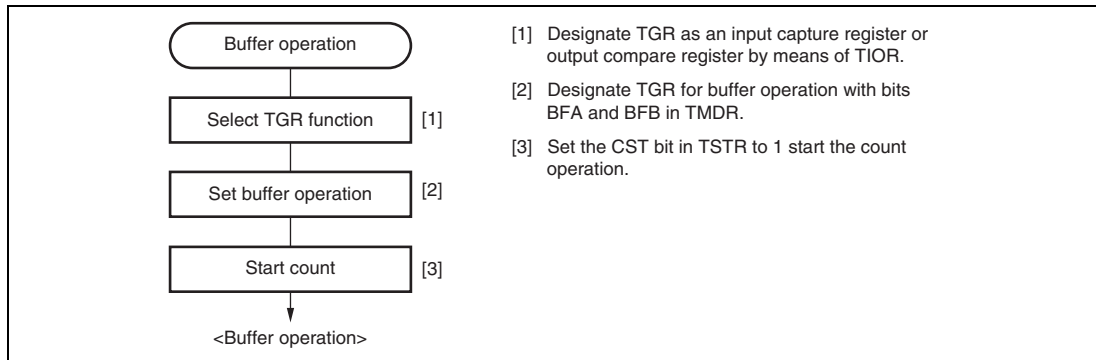 Buffer operation
Select TGR function
[1]
Set buffer operation
[2]
Start count
[3]
<Buffer operation>
[1] Designate TGR as an input capture register or
output compare register by means of TIOR.
[2] Designate TGR for buffer operation with bits
BFA and BFB in TMDR.
[3] Set the CST bit in TSTR to 1 start the count
operation.